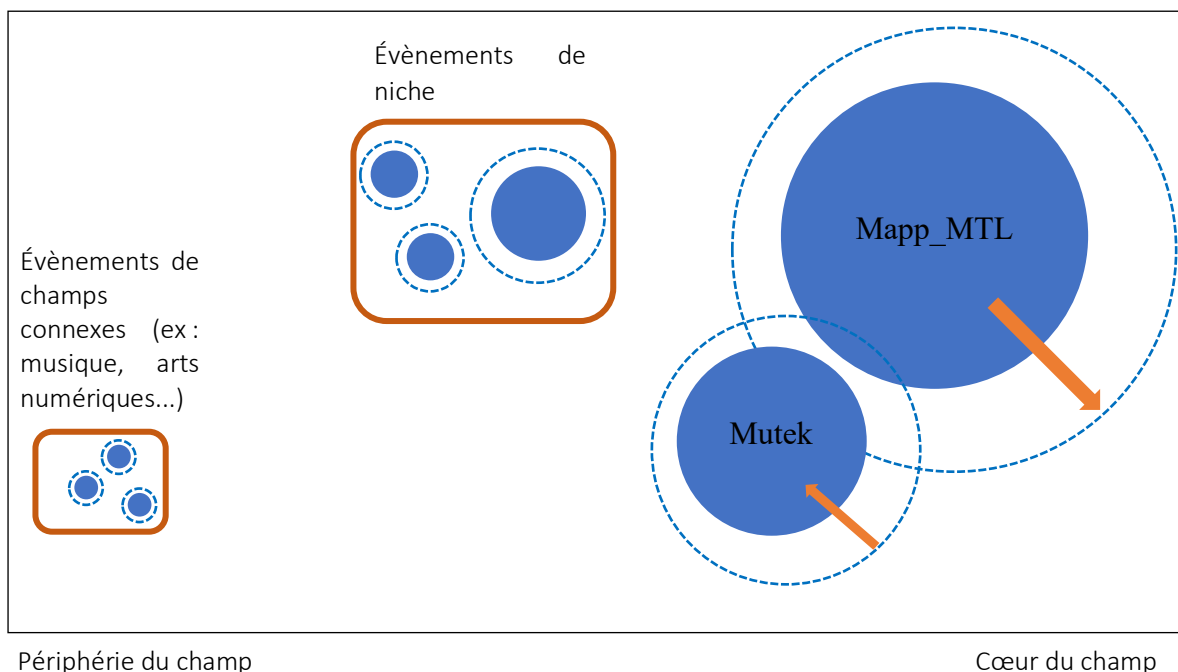 Évènements de
niche
Mapp_MTL
Évènements de
champs
connexes (ex :
musique, arts
numériques...)
Mutek
Périphérie du champ
Cœur du champ